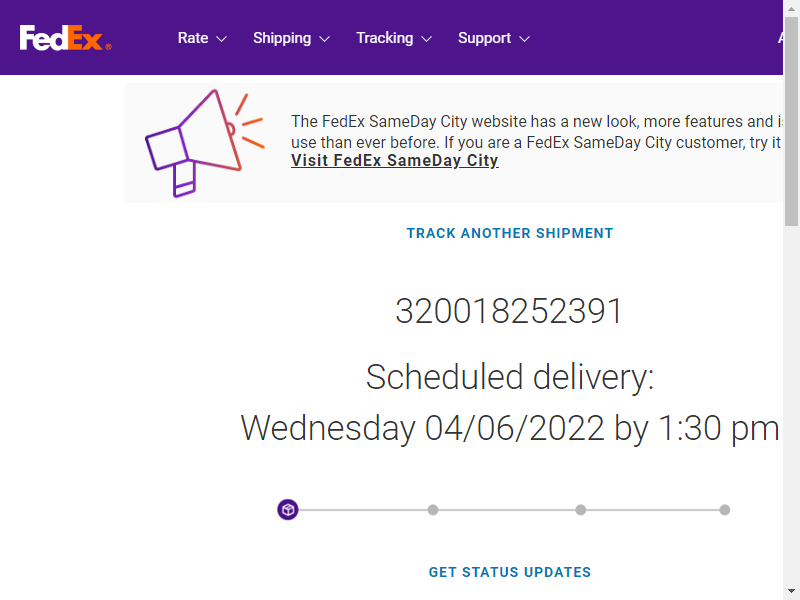 FedEx®
Rate
Shipping
Tracking
Support
The FedEx SameDay City website has a new look, more features and
use than ever before. If you are a FedEx SameDay City customer, try it
Visit FedEx SameDay City
TRACK ANOTHER SHIPMENT
320018252391
Scheduled delivery:
Wednesday 04/06/2022 by 1:30 pm
GET STATUS UPDATES